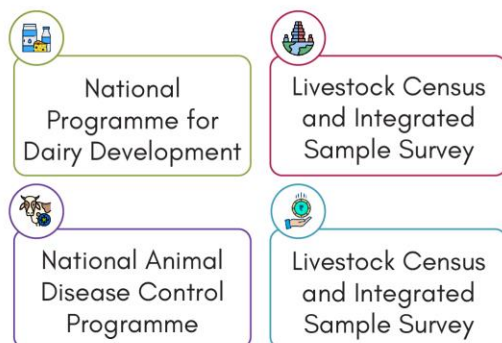 National
Programme for
Dairy Development
Livestock Census
and Integrated
Sample Survey
National Animal
Disease Control
Programme
Livestock Census
and Integrated
Sample Survey